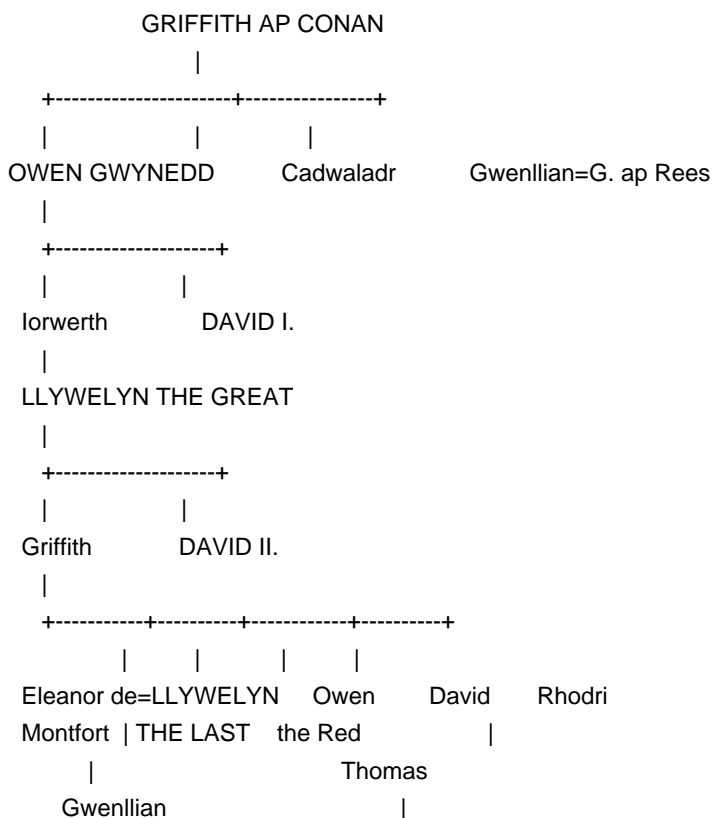 GRIFFITH AP CONAN
|
+----------------------+----------------+
| | |
OWEN GWYNEDD Cadwaladr Gwenllian=G. ap Rees
|
+--------------------+
| |
Iorwerth DAVID I.
|
LLYWELYN THE GREAT
|
+--------------------+
| |
Griffith DAVID II.
|
+-----------+----------+------------+----------+
| | | |
Eleanor de=LLYWELYN Owen David Rhodri
Montfort | THE LAST the Red |
| Thomas
Gwenllian |